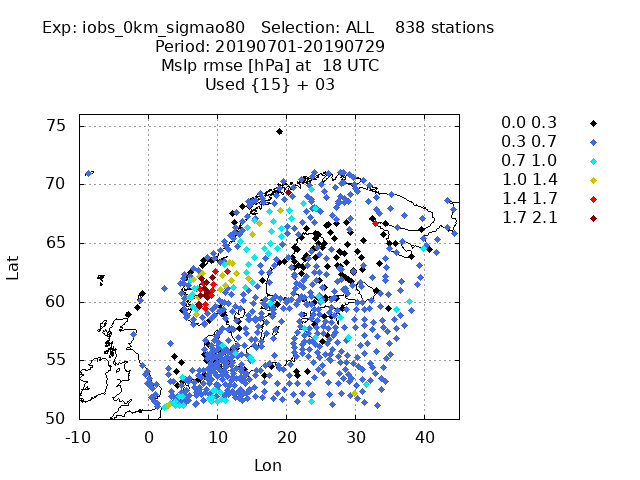 Exp: iobs_0km_sigmao80 Selection: ALL 838 stations
Period: 20190701-20190729
Mslp rmse [hPa] at 18 UTC
Used {15} + 03
0.0 0.3
0.3 0.7
0.7 1.0
1.0 1.4
1.4 1.7
1.7 2.1
75
70
65
60
55
50
Lat
-10 0 10 20 30 40
Lon